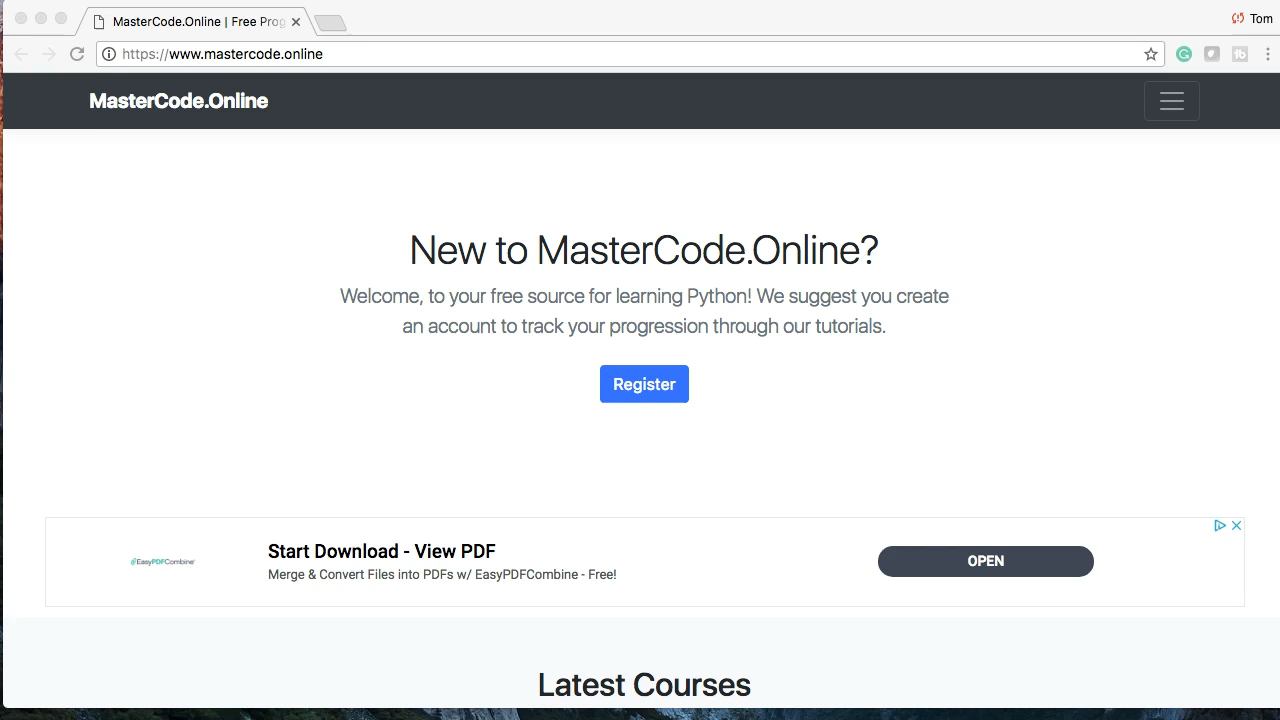 MasterCode.Online | Free Prog
Tom
https://www.mastercode.online
MasterCode.Online
New to MasterCode.Online?
Welcome, to your free source for learning Python! We suggest you create
an account to track your progression through our tutorials.
Register
EasyPDFCombine
Start Download - View PDF
Merge & Convert Files into PDFs w/ EasyPDFCombine - Free!
OPEN
Latest Courses